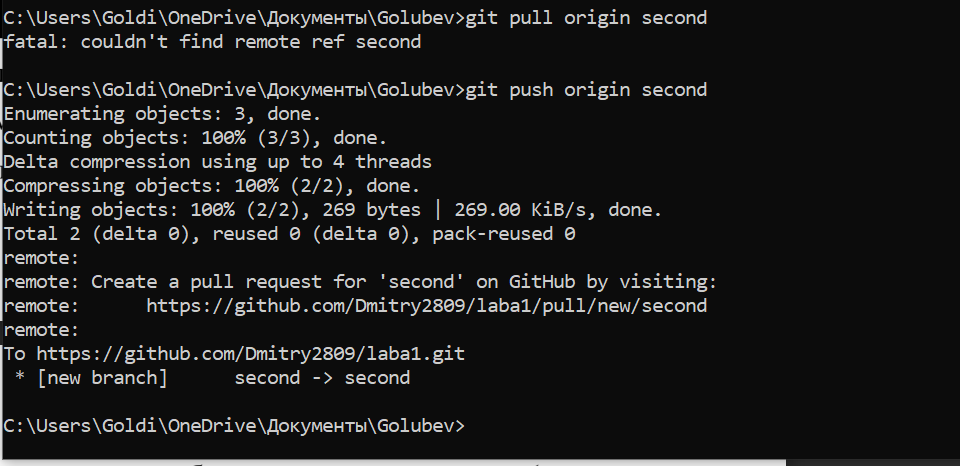 C:\Users\Goldi\OneDrive\Документы\Golubev>git pull origin second
fatal: couldn't find remote ref second
C:\Users\Goldi\OneDrive\Документы\Golubev>git push origin second
Enumerating objects: 3, done.
Counting objects: 100% (3/3), done.
Delta compression using up to 4 threads
Compressing objects: 100% (2/2), done.
Writing objects: 100% (2/2), 269 bytes | 269.00 KiB/s, done.
Total 2 (delta 0), reused 0 (delta 0), pack-reused 0
remote:
remote: Create a pull request for 'second' on GitHub by visiting:
remote:      https://github.com/Dmitry2809/laba1/pull/new/second
remote:
To https://github.com/Dmitry2809/laba1.git
 * [new branch]      second -> second
C:\Users\Goldi\OneDrive\Документы\Golubev>